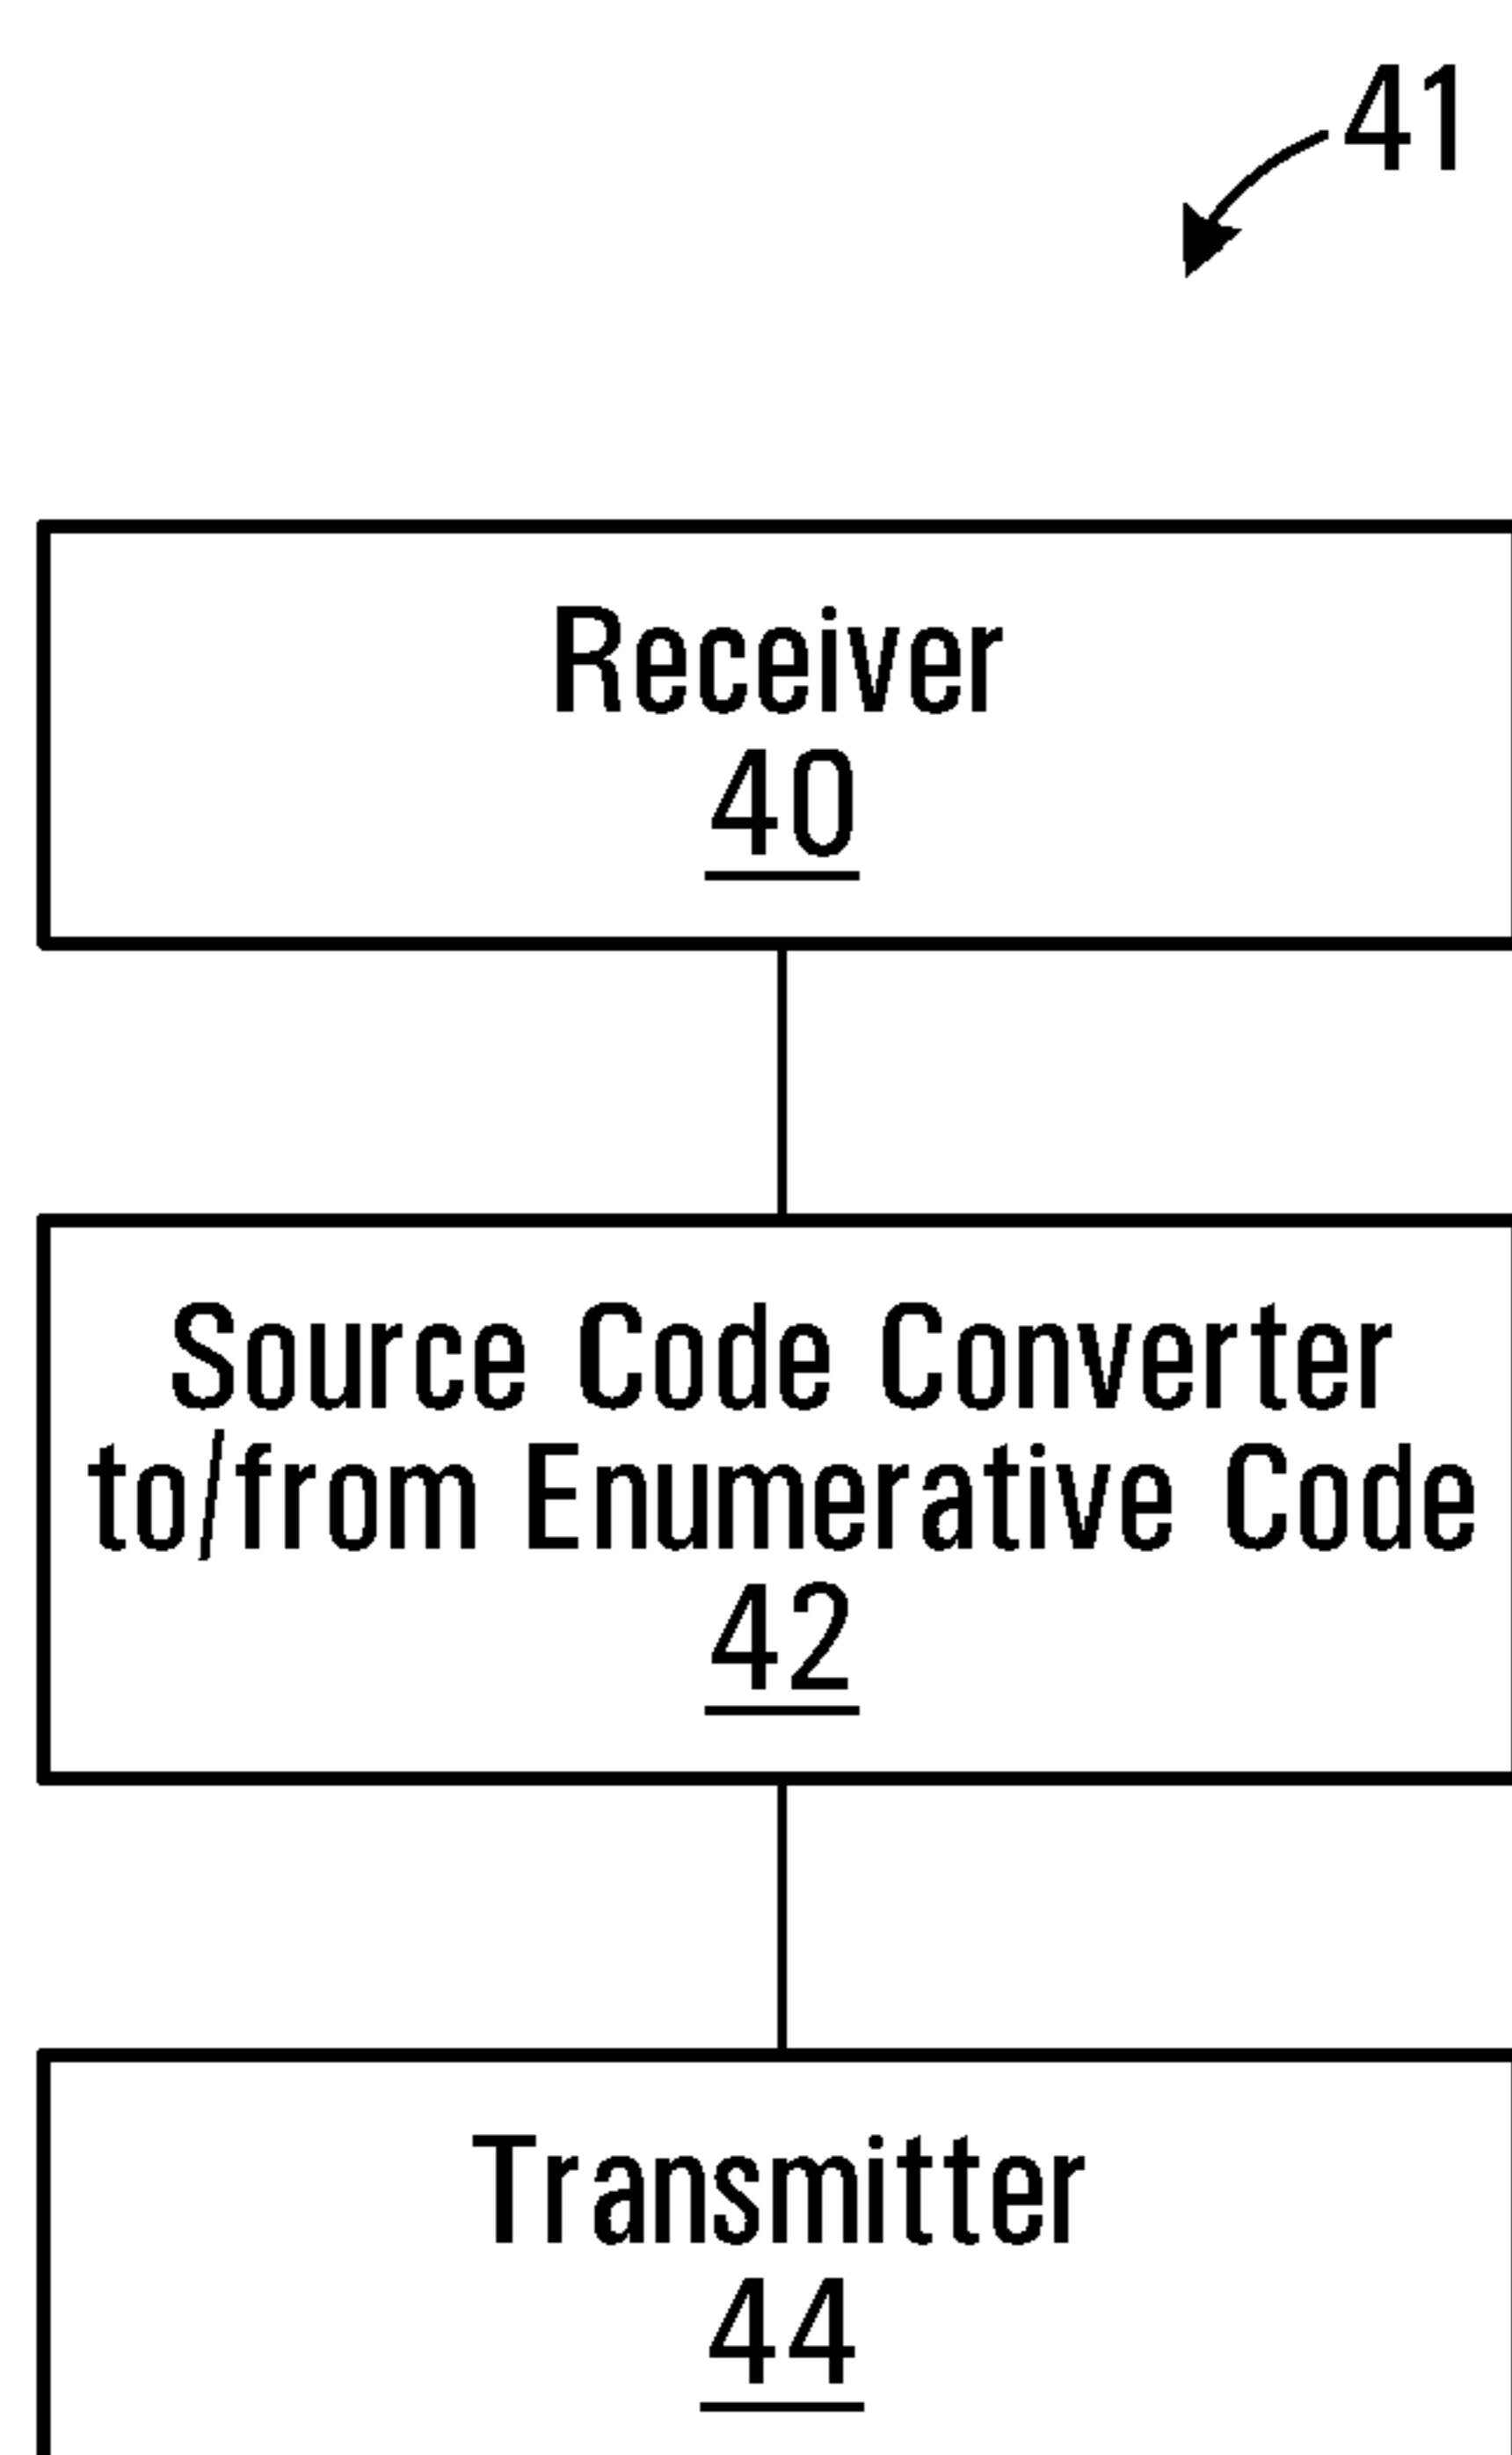 41
Receiver
40
Source Code Converter
to/from Enumerative Code
42
Transmitter
44